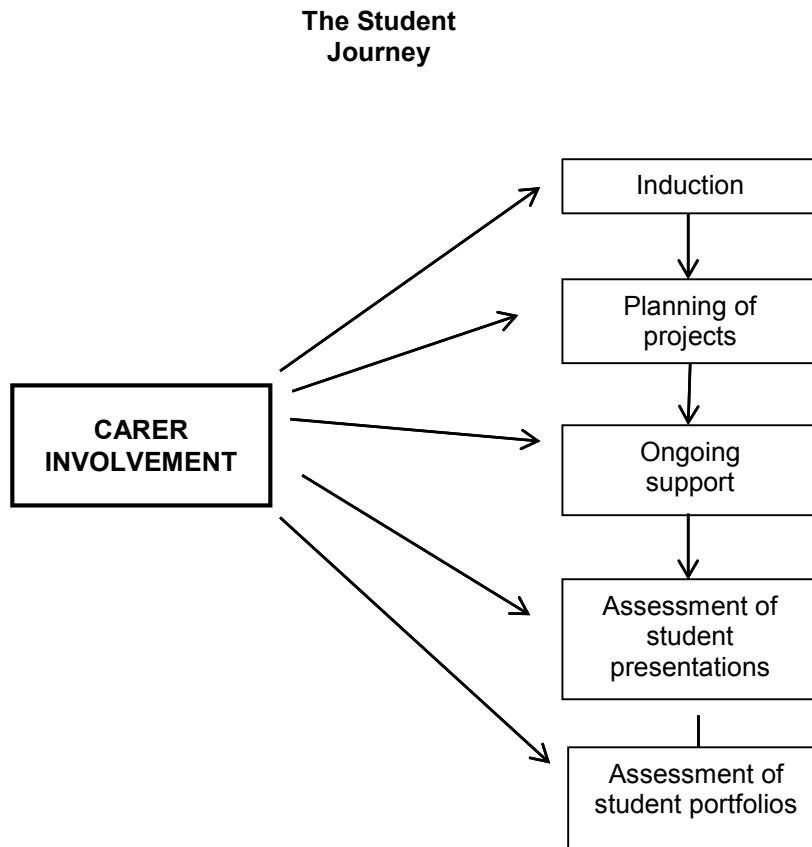 The Student
Journey
Induction
Planning of
projects
CARER
INVOLVEMENT
Ongoing
support
Assessment of
student
presentations
Assessment of
student portfolios